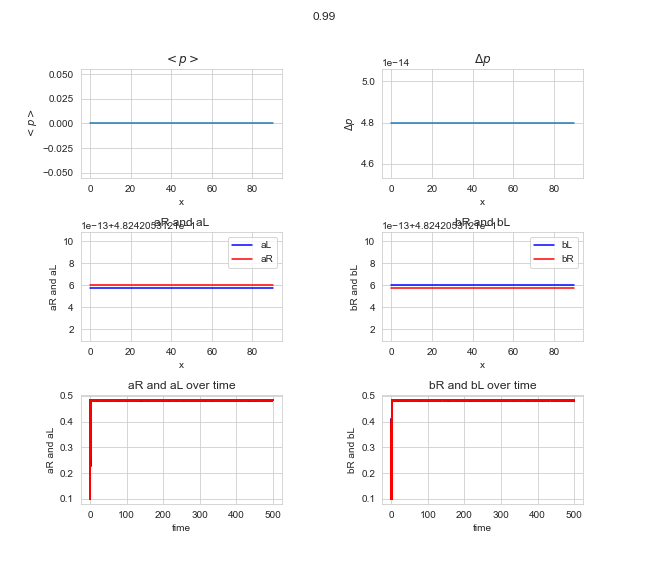 0.99
< p >
Δp
0.050
0.025
0.000
−0.025
−0.050
< p >
0 20 40 60 80
x
1e−14
5.0
4.8
4.6
Δp
0 20 40 60 80
x
aR and aL
1e−13+4.8242053121e−1
10
8
6
4
2
aR and aL
aL
aR
0 20 40 60 80
x
bR and bL
1e−13+4.8242053121e−1
10
8
6
4
2
bR and bL
bL
bR
0 20 40 60 80
x
aR and aL over time
0.5
0.4
0.3
0.2
0.1
aR and aL
0 100 200 300 400 500
time
bR and bL over time
0.5
0.4
0.3
0.2
0.1
bR and bL
0 100 200 300 400 500
time